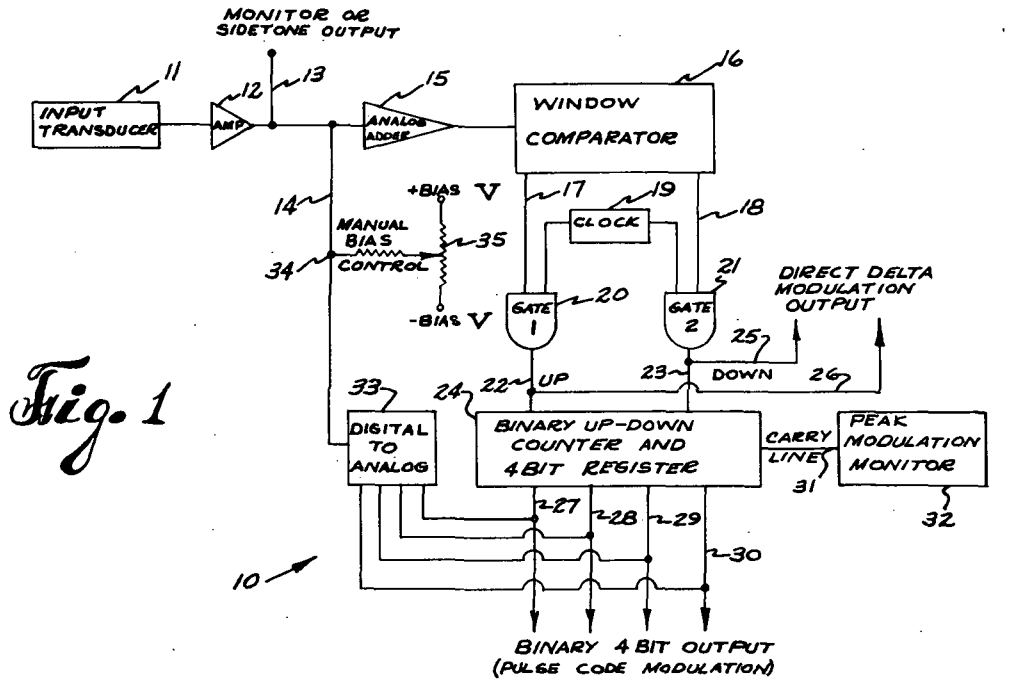 MONITOR OR
SIDETONE OUTPUT
11
12
13
15
16
INPUT
TRANSDUCER
AMP
ANALOG
ADDER
WINDOW
COMPARATOR
14
17
19
18
+BIAS V
CLOCK
MANUAL
BIAS
CONTROL
35
34
-BIAS V
20
21
GATE
1
GATE
2
DIRECT DELTA
MODULATION
OUTPUT
25
DOWN
22
UP
23
26
Fig. 1
33
24
DIGITAL
TO
ANALOG
BINARY UP-DOWN
COUNTER AND
4BIT REGISTER
CARRY
LINE
31
PEAK
MODULATION
MONITOR
32
27
28
29
30
10
BINARY 4 BIT OUTPUT
(PULSE CODE MODULATION)